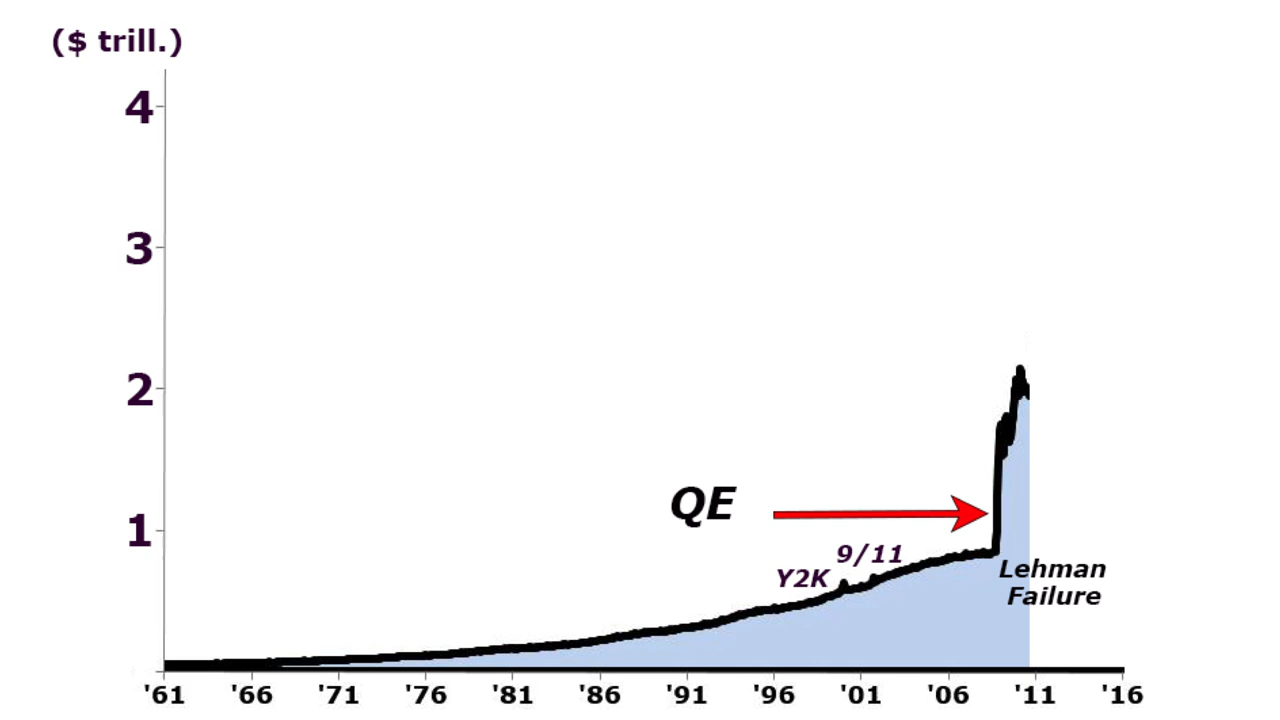 ($ trill.)
4
3
2
1
QE
9/11
Y2K
Lehman
Failure
'61 '66 '71 '76 '81 '86 '91 '96 '01 '06 '11 '16